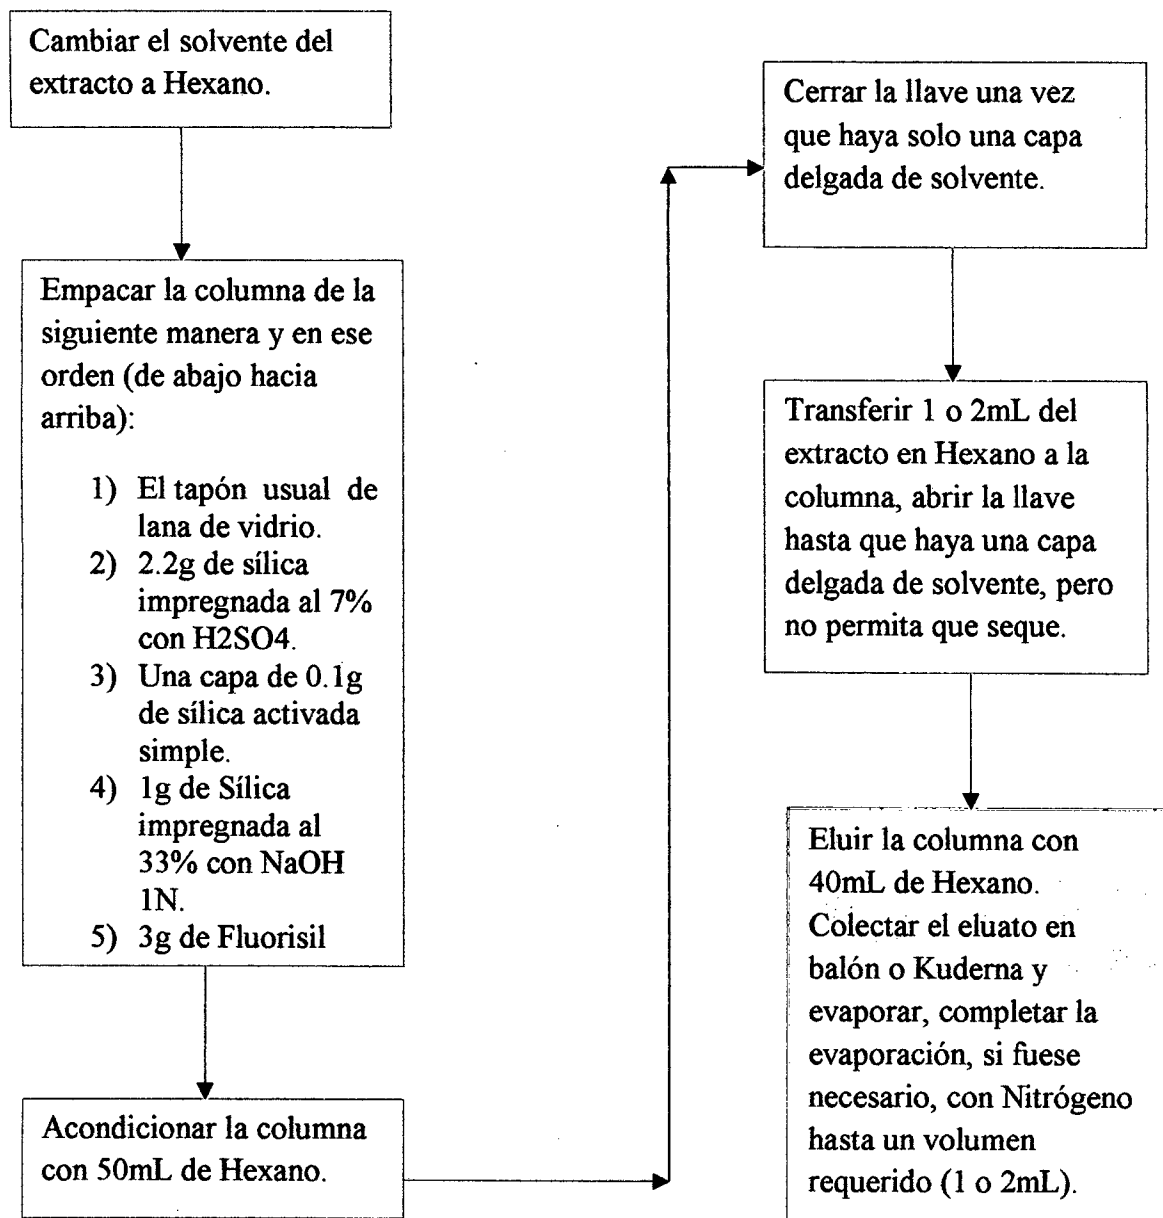 Cambiar el solvente del
extracto a Hexano.
Empacar la columna de la
siguiente manera y en ese
orden (de abajo hacia
arriba):
1) El tapón usual de
lana de vidrio.
2) 2.2g de sílica
impregnada al 7%
con H2SO4.
3) Una capa de 0.1g
de sílica activada
simple.
4) 1g de Sílica
impregnada al
33% con NaOH
1N.
5) 3g de Fluorisil
Acondicionar la columna
con 50mL de Hexano.
Cerrar la llave una vez
que haya solo una capa
delgada de solvente.
Transferir 1 o 2mL del
extracto en Hexano a la
columna, abrir la llave
hasta que haya una capa
delgada de solvente, pero
no permita que seque.
Eluir la columna con
40mL de Hexano.
Colectar el eluato en
balón o Kuderna y
evaporar, completar la
evaporación, si fuese
necesario, con Nitrógeno
hasta un volumen
requerido (1 o 2mL).